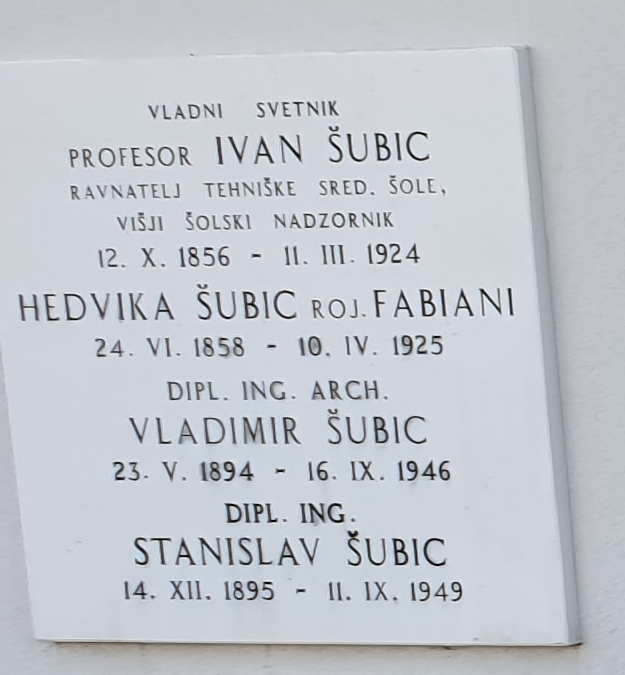 VLADNI SVETNIK
PROFESOR IVAN ŠUBIC
RAVNATELJ TEHNIŠKE SRED. ŠOLE,
VIŠJI ŠOLSKI NADZORNIK
12. X. 1856 - 11. III. 1924
HEDVIKA ŠUBIC ROJ. FABIANI
24. VI. 1858 - 10. IV. 1925
DIPL. ING. ARCH.
VLADIMIR ŠUBIC
23. V. 1894 - 16. IX. 1946
DIPL. ING.
STANISLAV ŠUBIC
14. XII. 1895 - 11. IX. 1949